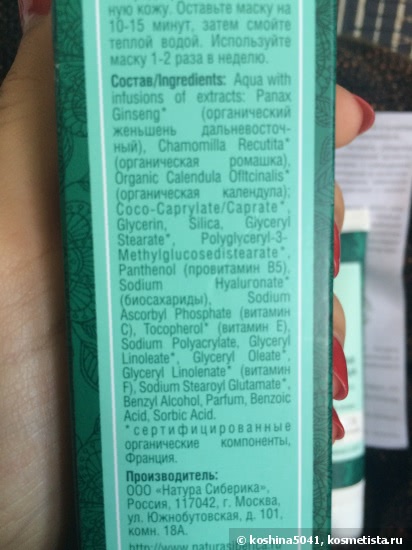 ную кожу. Оставьте маску на
10-15 минут, затем смойте
теплой водой. Используйте
маску 1-2 раза в неделю.
Состав/Ingredients: Aqua with
infusions of extracts: Panax
Ginseng* (органический
женьшень дальневосточ-
ный), Chamomilla Recutita*
(органическая ромашка),
Organic Calendula Officinalis*
(органическая календула);
Coco-Caprylate/Caprate*,
Glycerin, Silica, Glyceryl
Stearate*, Polyglyceryl-3-
Methylglucosedistearate*,
Panthenol (провитамин B5),
Sodium Hyaluronate*
(биосахариды), Sodium
Ascorbyl Phosphate (витамин
C), Tocopherol* (витамин E),
Sodium Polyacrylate, Glyceryl
Linoleate*, Glyceryl Oleate*,
Glyceryl Linolenate* (витамин
F), Sodium Stearoyl Glutamate*,
Benzyl Alcohol, Parfum, Benzoic
Acid, Sorbic Acid.
*сертифицированные
органические компоненты,
Франция.
Производитель:
ООО «Натура Сиберика»,
Россия, 117042, г. Москва,
ул. Южнобутовская, д. 101,
комн. 18А.
http://www.naturasiberica.ru
© koshina5041, kosmetista.ru